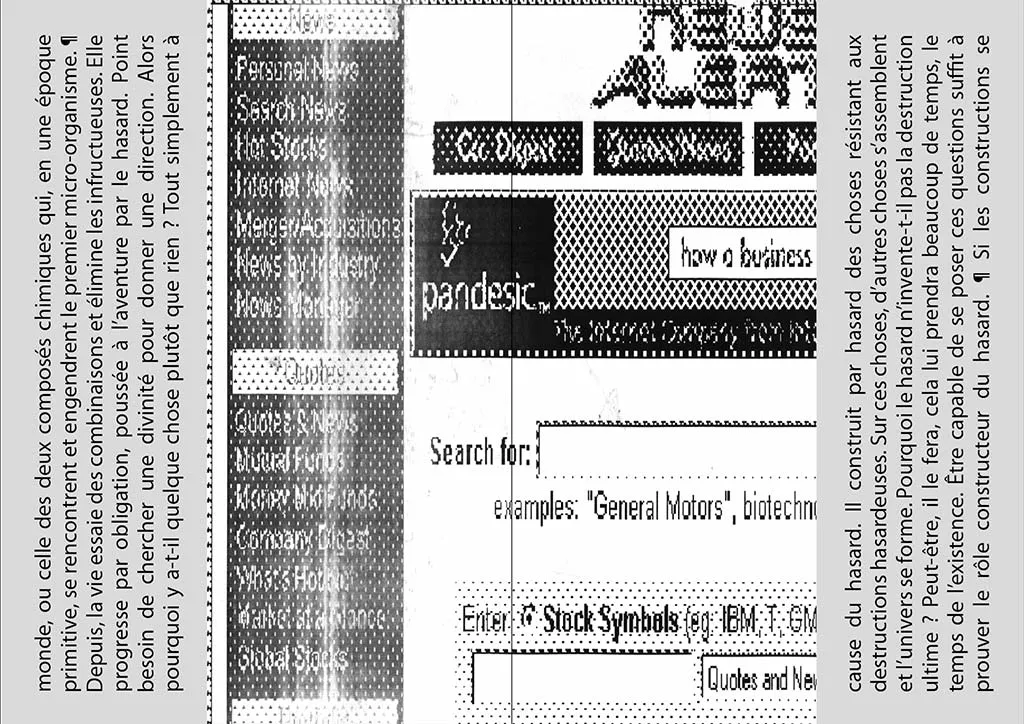 monde, ou celle des deux composés chimiques qui, en une époque
primitive, se rencontrent et engendrent le premier micro-organisme. ¶
Depuis, la vie essaie des combinaisons et élimine les infructueuses. Elle
progresse par obligation, poussée à l’aventure par le hasard. Point
besoin de chercher une divinité pour donner une direction. Alors
pourquoi y a-t-il quelque chose plutôt que rien ? Tout simplement à
News
Personal News
Search News
Hot Stocks
Internet News
Merger/Acquisitions
News by Industry
News Manager
Quotes
Quotes & News
Mutual Funds
Money Mkt Funds
Company Digest
What's Hot
Market at a Glance
Global Stocks
Co Digest
pandesic™
how a business
The Internet Company from Int
Search for:
examples: "General Motors", biotechn
Enter Stock Symbols (eg: IBM, T, GM
Quotes and New
cause du hasard. Il construit par hasard des choses résistant aux
destructions hasardeuses. Sur ces choses, d’autres choses s’assemblent
et l’univers se forme. Pourquoi le hasard n’invente-t-il pas la destruction
ultime ? Peut-être, il le fera, cela lui prendra beaucoup de temps, le
temps de l’existence. Être capable de se poser ces questions suffit à
prouver le rôle constructeur du hasard. ¶ Si les constructions se